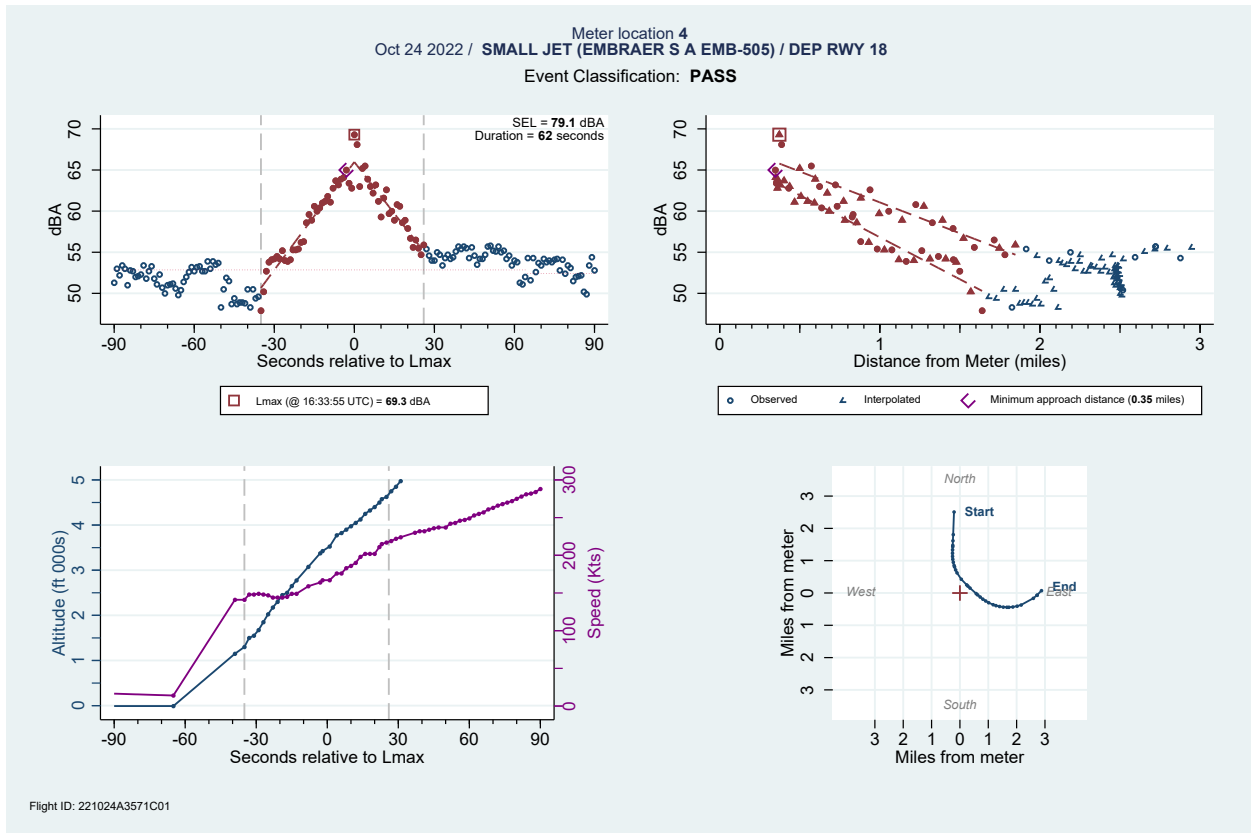 Meter location 4
Oct 24 2022 / SMALL JET (EMBRAER S A EMB-505) / DEP RWY 18
Event Classification: PASS
SEL = 79.1 dBA
Duration = 62 seconds
dBA
70
65
60
55
50
-90 -60 -30 0 30 60 90
Seconds relative to Lmax
Lmax (@ 16:33:55 UTC) = 69.3 dBA
dBA
70
65
60
55
50
0 1 2 3
Distance from Meter (miles)
Observed Interpolated Minimum approach distance (0.35 miles)
Altitude (ft 000s)
5
4
3
2
1
0
300
200
100
0
Speed (Kts)
-90 -60 -30 0 30 60 90
Seconds relative to Lmax
Miles from meter
3
2
1
0
1
2
3
North
Start
West
End
East
South
3 2 1 0 1 2 3
Miles from meter
Flight ID: 221024A3571C01